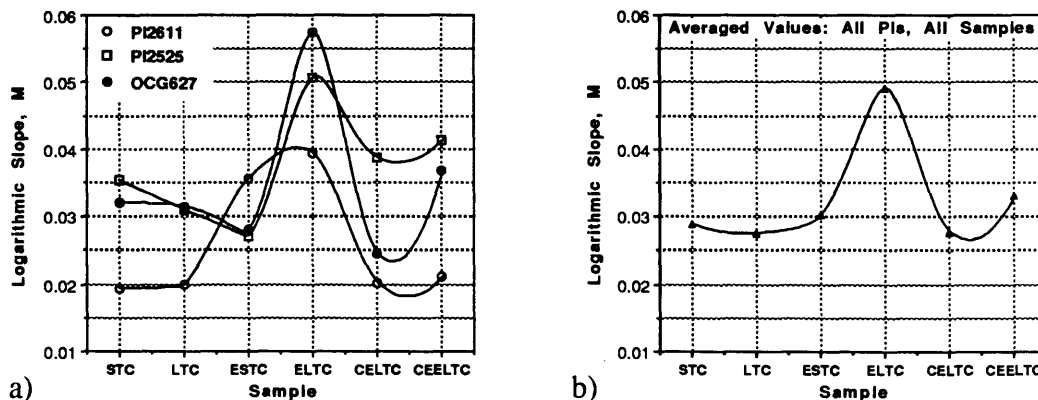 0.06
0.05
0.04
0.03
0.02
0.01
Logarithmic Slope, M
PI2611
PI2525
OCG627
STC LTC ESTC ELTC CELTC CEELTC
Sample
a)
0.06
0.05
0.04
0.03
0.02
0.01
Logarithmic Slope, M
Averaged Values: All PIs, All Samples
STC LTC ESTC ELTC CELTC CEELTC
Sample
b)